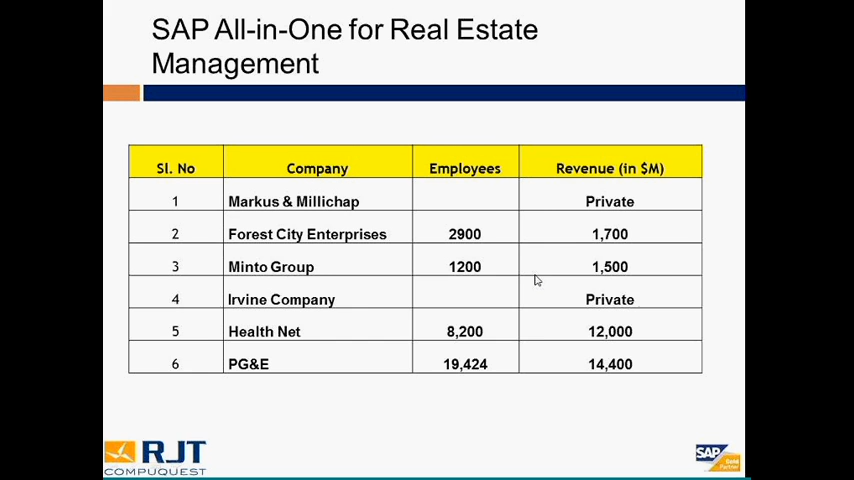 SAP All-in-One for Real Estate
Management
Sl. No Company Employees Revenue (in $M)
1 Markus & Millichap Private
2 Forest City Enterprises 2900 1,700
3 Minto Group 1200 1,500
4 Irvine Company Private
5 Health Net 8,200 12,000
6 PG&E 19,424 14,400
RJT
COMPUQUEST
SAP
Gold
Partner